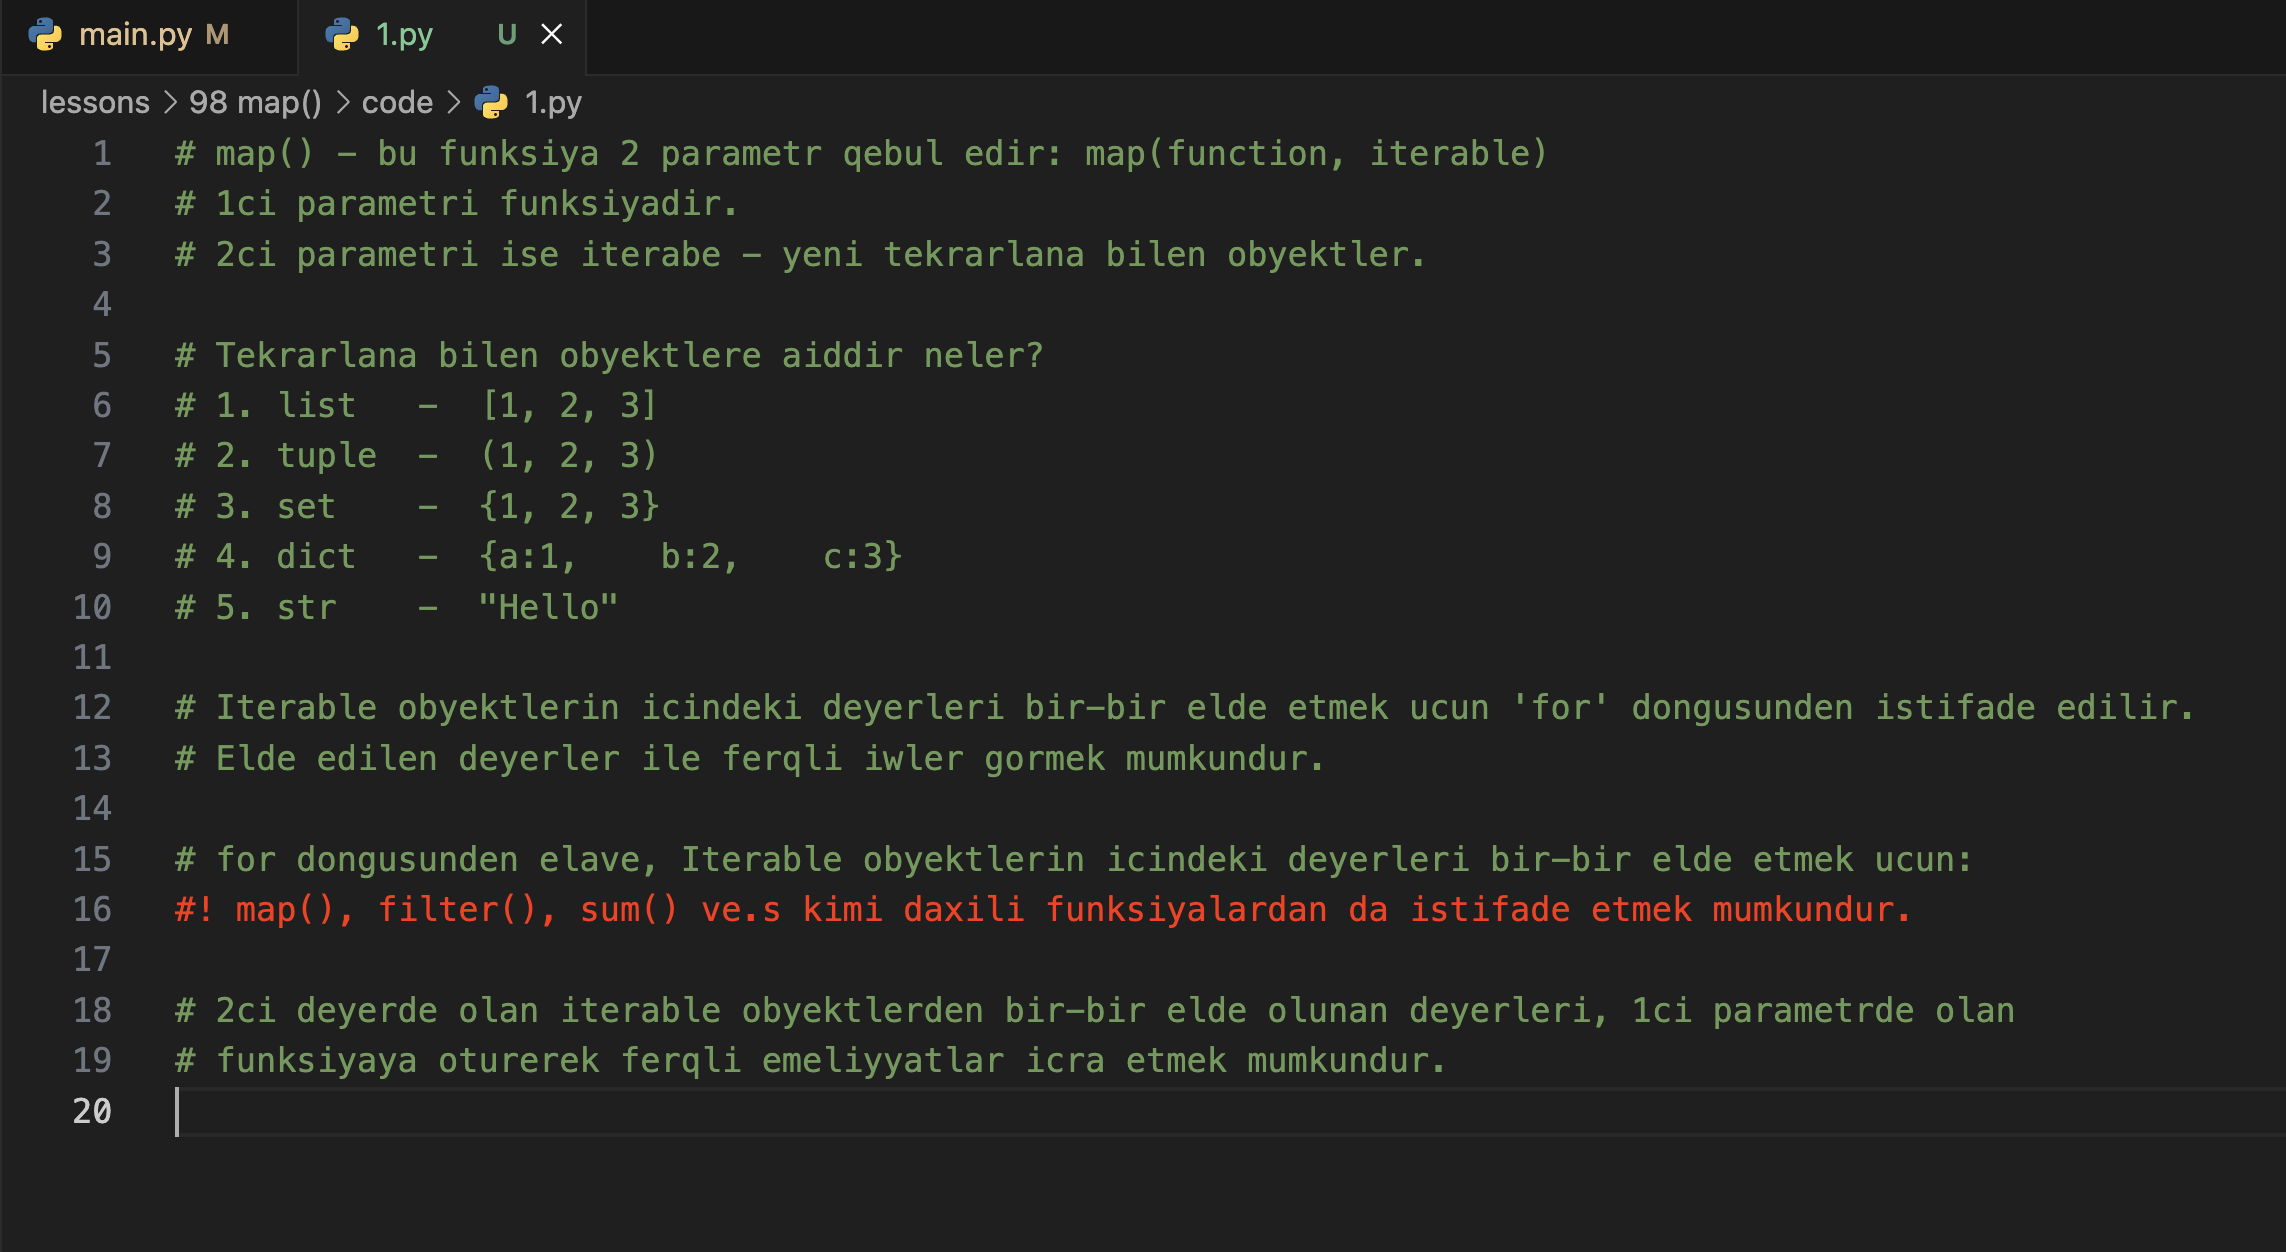 main.py M 1.py U
lessons > 98 map() > code > 1.py
1 # map() - bu funksiya 2 parametr qebul edir: map(function, iterable)
2 # 1ci parametri funksiyadir.
3 # 2ci parametri ise iterabe - yeni tekrarlana bilen obyektler.
4
5 # Tekrarlana bilen obyektlere aiddir neler?
6 # 1. list   -  [1, 2, 3]
7 # 2. tuple  -  (1, 2, 3)
8 # 3. set    -  {1, 2, 3}
9 # 4. dict   -  {a:1,    b:2,    c:3}
10 # 5. str    -  "Hello"
11
12 # Iterable obyektlerin icindeki deyerleri bir-bir elde etmek ucun 'for' dongusunden istifade edilir.
13 # Elde edilen deyerler ile ferqli iwler gormek mumkundur.
14
15 # for dongusunden elave, Iterable obyektlerin icindeki deyerleri bir-bir elde etmek ucun:
16 #! map(), filter(), sum() ve.s kimi daxili funksiyalardan da istifade etmek mumkundur.
17
18 # 2ci deyerde olan iterable obyektlerden bir-bir elde olunan deyerleri, 1ci parametrde olan
19 # funksiyaya oturerek ferqli emeliyyatlar icra etmek mumkundur.
20